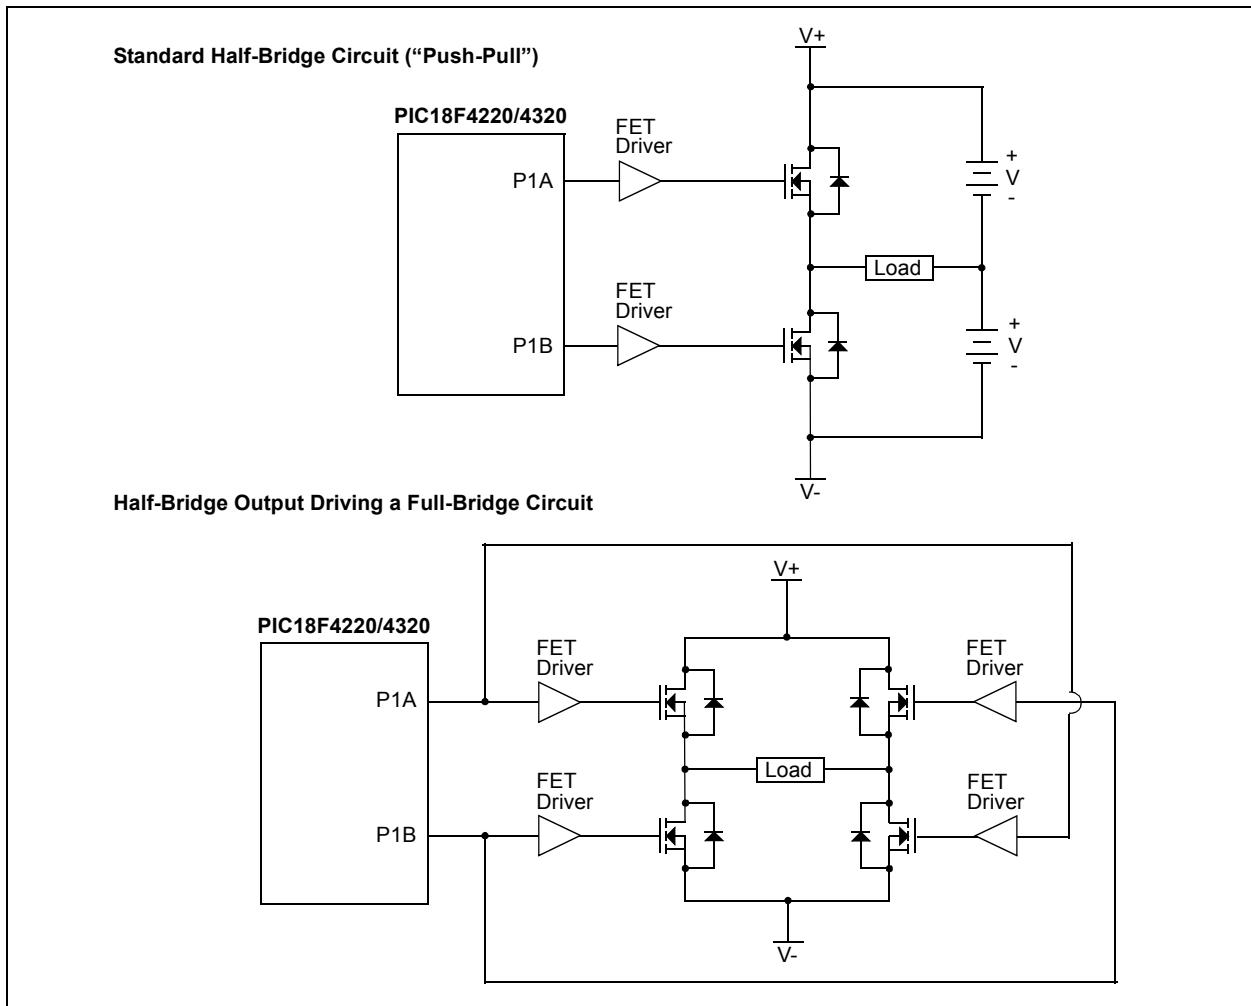 Standard Half-Bridge Circuit (“Push-Pull”)
V+
PIC18F4220/4320
FET
Driver
P1A
+
V
-
Load
FET
Driver
P1B
+
V
-
V-
Half-Bridge Output Driving a Full-Bridge Circuit
V+
PIC18F4220/4320
FET
Driver
FET
Driver
P1A
Load
FET
Driver
FET
Driver
P1B
V-